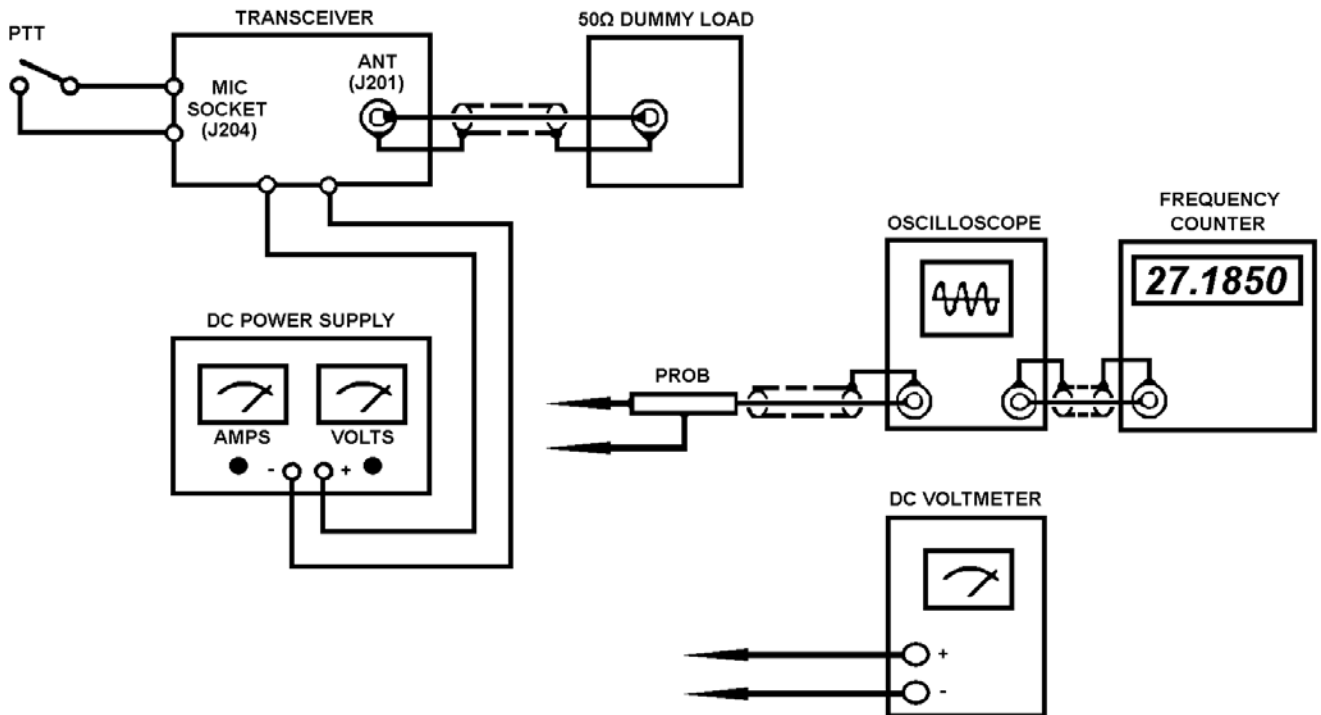 TRANSCEIVER
50Ω DUMMY LOAD
PTT
ANT
(J201)
MIC
SOCKET
(J204)
FREQUENCY
COUNTER
OSCILLOSCOPE
27.1850
DC POWER SUPPLY
PROB
AMPS
VOLTS
- +
DC VOLTMETER
+
-